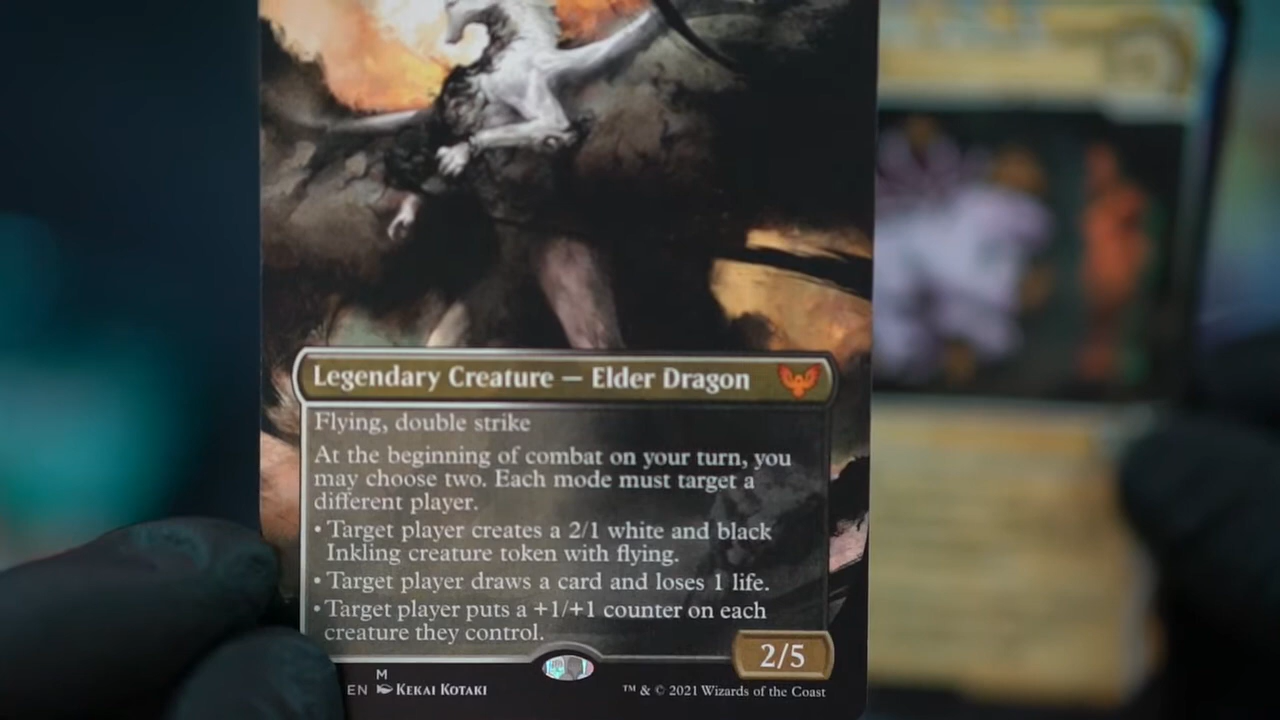 Legendary Creature — Elder Dragon
Flying, double strike
At the beginning of combat on your turn, you
may choose two. Each mode must target a
different player.
• Target player creates a 2/1 white and black
Inkling creature token with flying.
• Target player draws a card and loses 1 life.
• Target player puts a +1/+1 counter on each
creature they control.
2/5
M
EN KEKAI KOTAKI
™ & © 2021 Wizards of the Coast